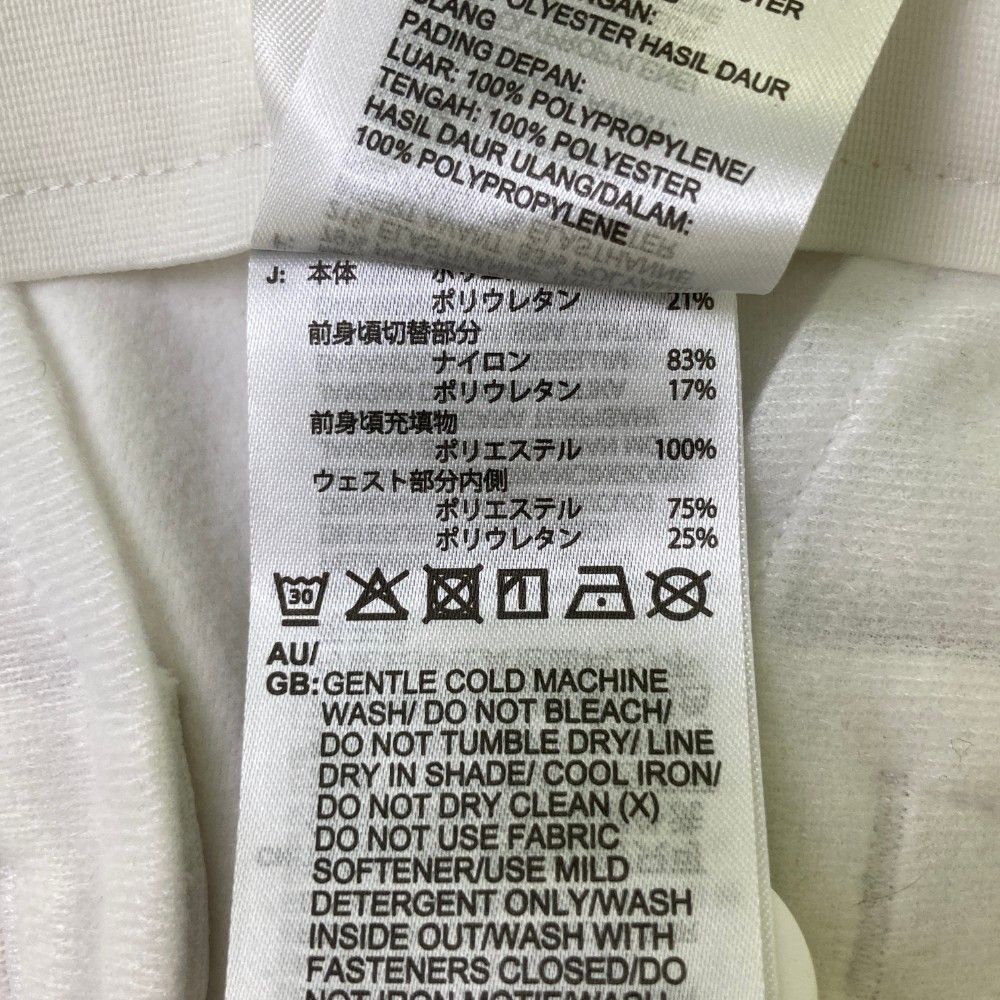 POLYESTER HASIL DAUR
ULANG
PADING DEPAN:
LUAR: 100% POLYPROPYLENE/
TENGAH: 100% POLYESTER
HASIL DAUR ULANG/DALAM:
100% POLYPROPYLENE
J: 本体
ポリウレタン 21%
前身頃切替部分
ナイロン 83%
ポリウレタン 17%
前身頃充填物
ポリエステル 100%
ウェスト部分内側
ポリエステル 75%
ポリウレタン 25%
30
AU/
GB: GENTLE COLD MACHINE
WASH/ DO NOT BLEACH/
DO NOT TUMBLE DRY/ LINE
DRY IN SHADE/ COOL IRON/
DO NOT DRY CLEAN (X)
DO NOT USE FABRIC
SOFTENER/USE MILD
DETERGENT ONLY/WASH
INSIDE OUT/WASH WITH
FASTENERS CLOSED/DO
NOT IRON MOTIF/WASH